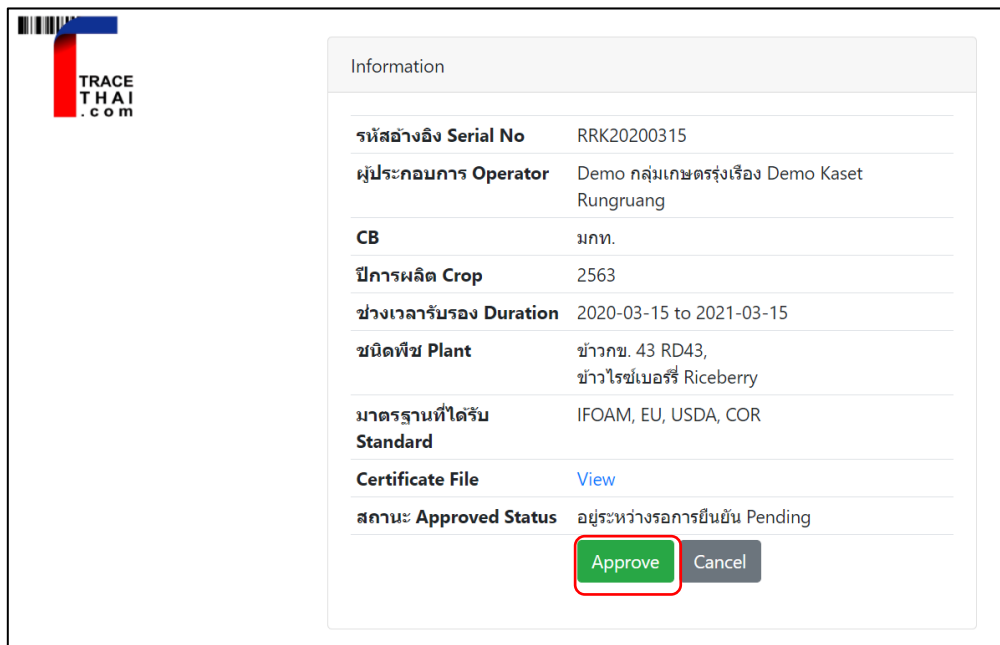 TRACE
THAI
.com
Information
รหัสอ้างอิง Serial No RRK20200315
ผู้ประกอบการ Operator Demo กลุ่มเกษตรรุ่งเรือง Demo Kaset
Rungruang
CB มกท.
ปีการผลิต Crop 2563
ช่วงเวลารับรอง Duration 2020-03-15 to 2021-03-15
ชนิดพืช Plant ข้าวกข. 43 RD43,
ข้าวไรซ์เบอร์รี่ Riceberry
มาตรฐานที่ได้รับ IFOAM, EU, USDA, COR
Standard
Certificate File View
สถานะ Approved Status อยู่ระหว่างรอการยืนยัน Pending
Approve Cancel